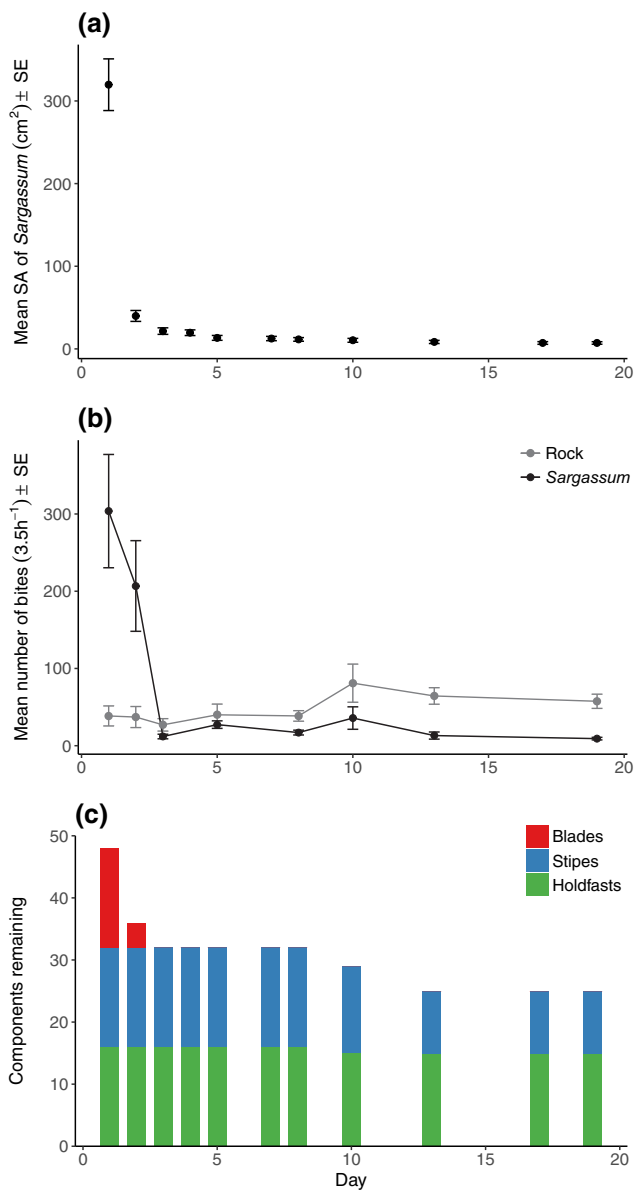 (a)
Mean SA of Sargassum (cm²) ± SE
300
200
100
0
0 5 10 15 20
(b)
Mean number of bites (3.5h⁻¹) ± SE
Rock
Sargassum
300
200
100
0
0 5 10 15 20
(c)
Components remaining
Blades
Stipes
Holdfasts
50
40
30
20
10
0
0 5 10 15 20
Day